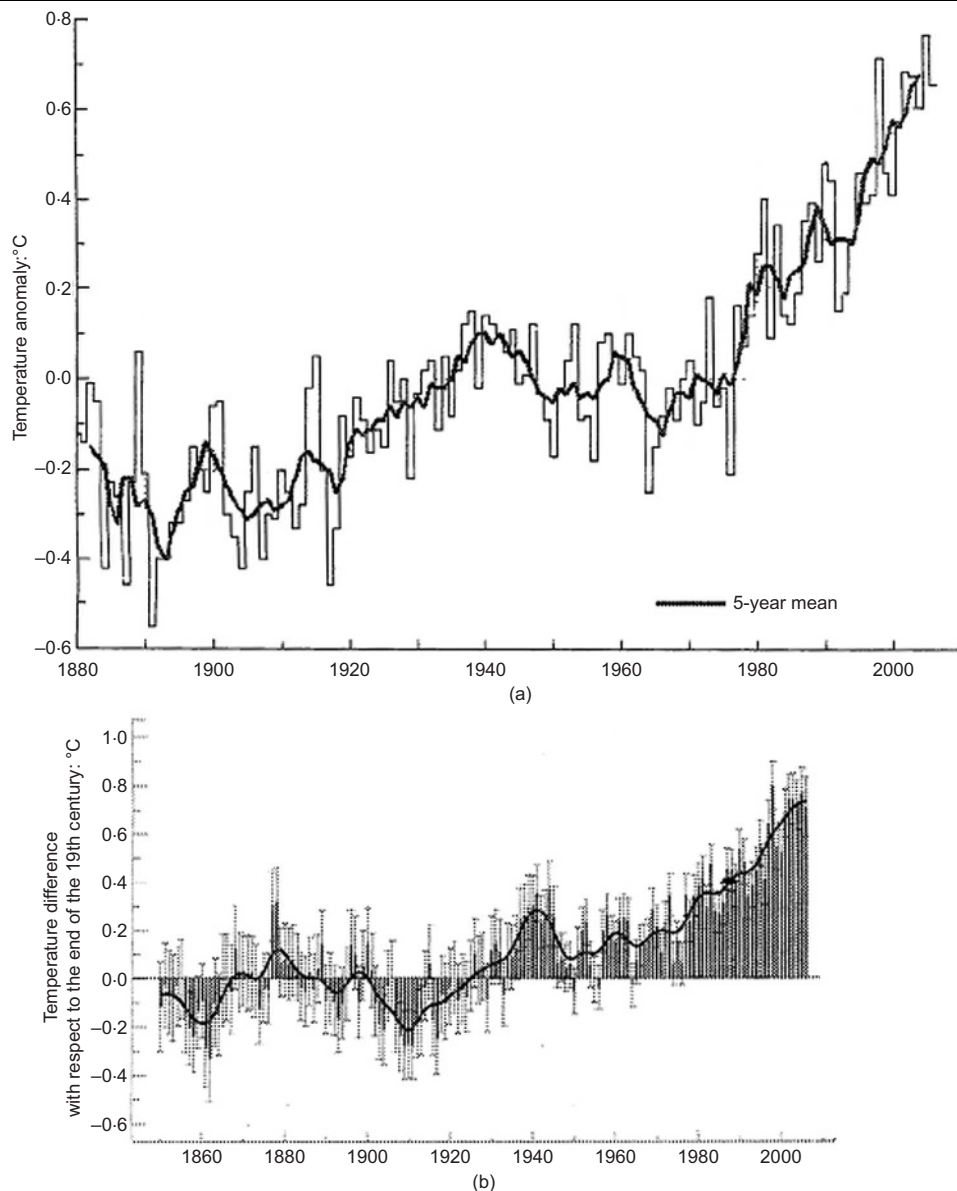 0·8
0·6
0·4
0·2
0.0
–0·2
–0·4
–0·6
Temperature anomaly:°C
5-year mean
1880 1900 1920 1940 1960 1980 2000
(a)
1·0
0·8
0·6
0·4
0·2
0.0
–0·2
–0·4
–0·6
Temperature difference
with respect to the end of the 19th century: °C
1860 1880 1900 1920 1940 1960 1980 2000
(b)